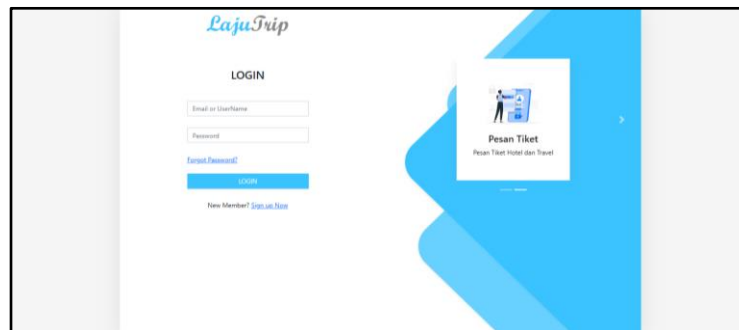 LajuTrip
LOGIN
Email or UserName
Password
Forgot Password?
LOGIN
New Member? Sign up Now
Pesan Tiket
Pesan Tiket Hotel dan Travel